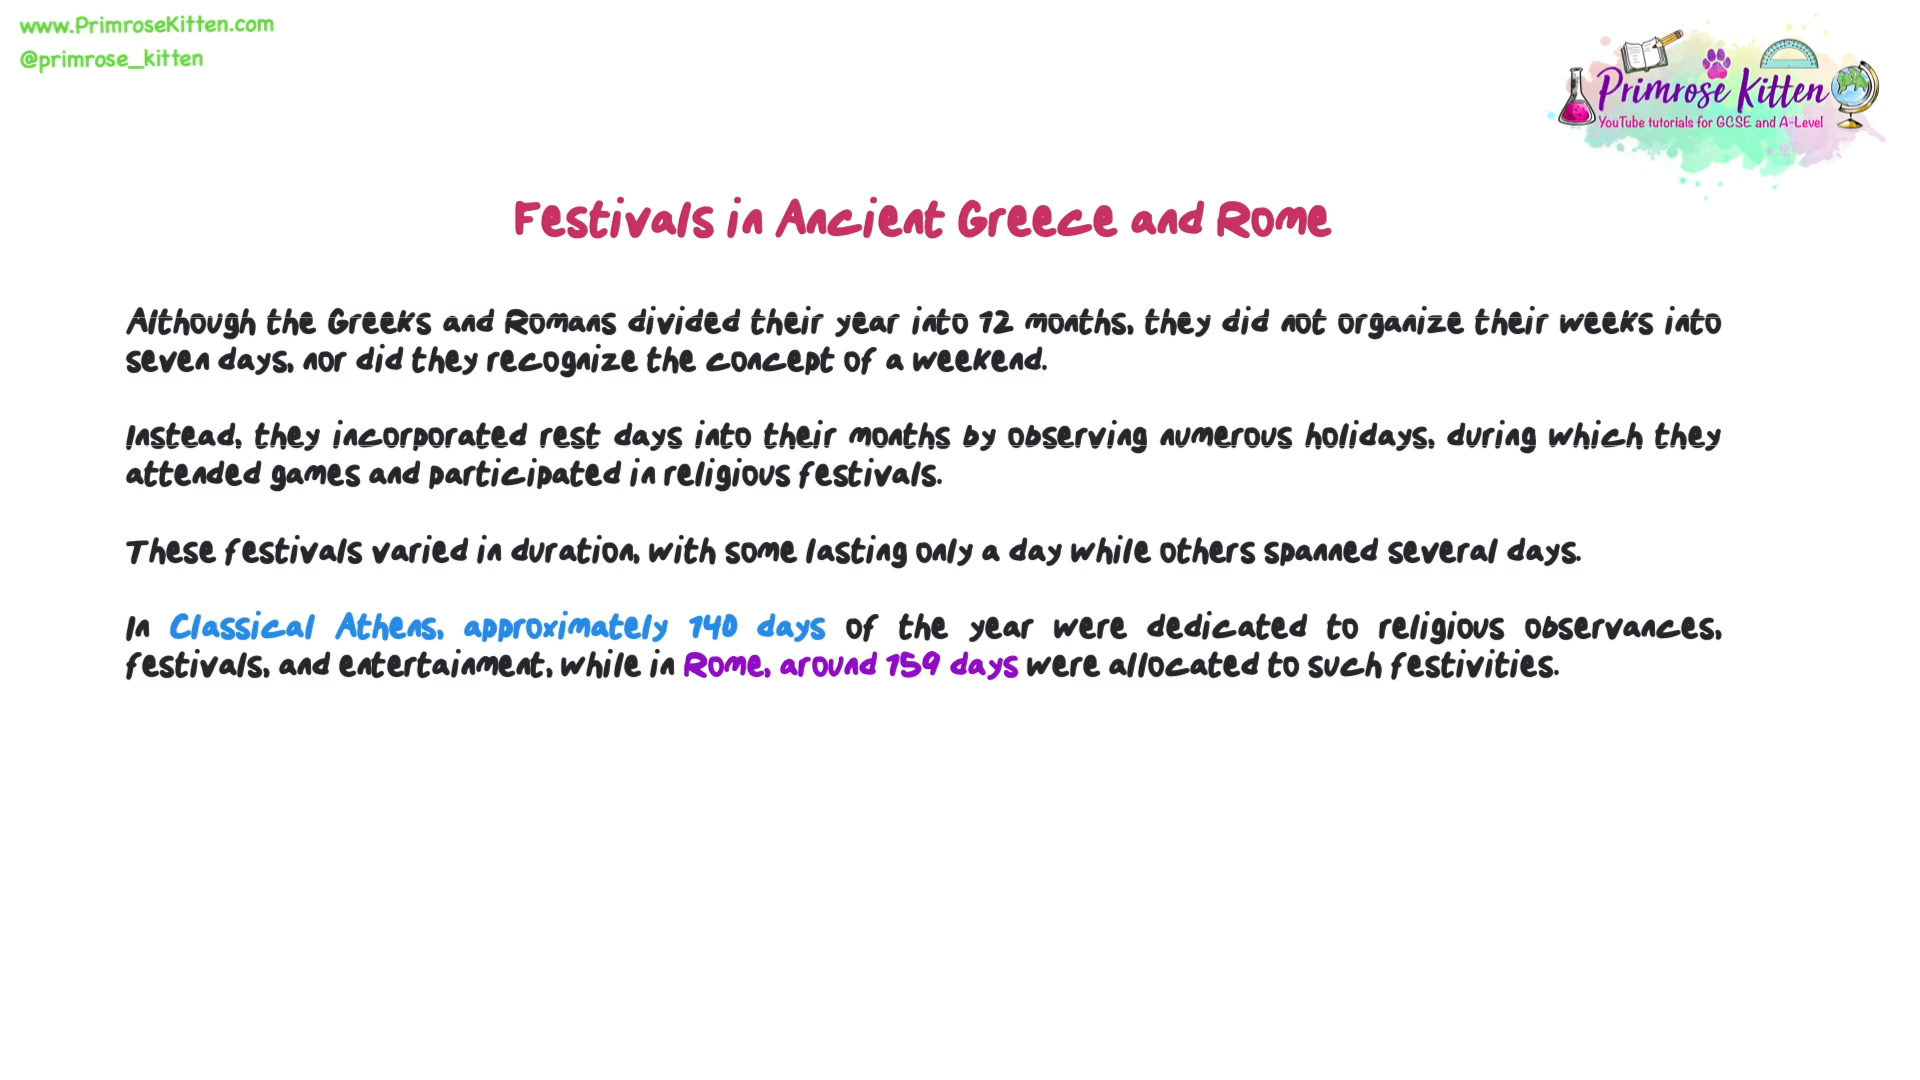 www.PrimroseKitten.com
@primrose_kitten
Primrose Kitten
YouTube tutorials for GCSE and A-Level
Festivals in Ancient Greece and Rome
Although the Greeks and Romans divided their year into 12 months, they did not organize their weeks into
seven days, nor did they recognize the concept of a weekend.
Instead, they incorporated rest days into their months by observing numerous holidays, during which they
attended games and participated in religious festivals.
These festivals varied in duration, with some lasting only a day while others spanned several days.
In Classical Athens, approximately 140 days of the year were dedicated to religious observances,
festivals, and entertainment, while in Rome, around 159 days were allocated to such festivities.